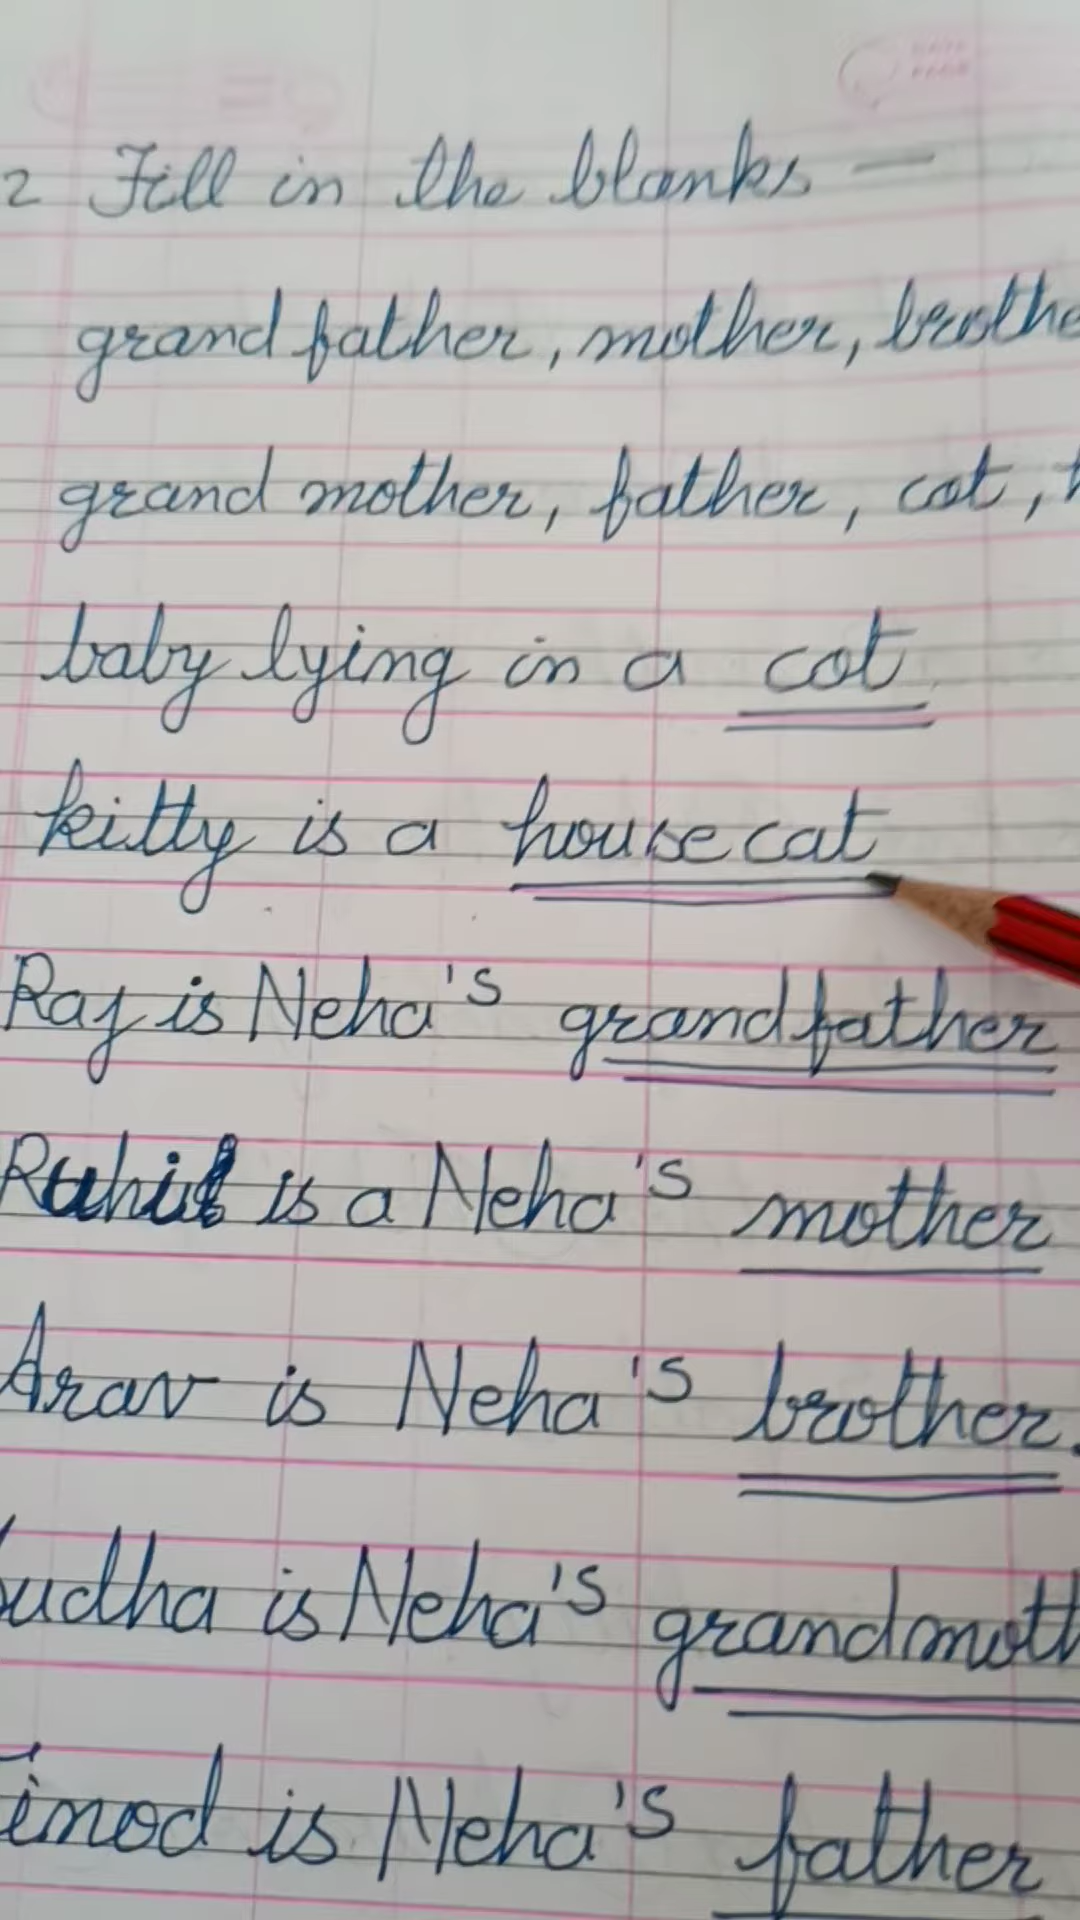 2 Fill in the blanks —
grand father, mother, brothe
grand mother, father, cot, h
baby lying in a cot
kitty is a house cat
Raj is Neha's grandfather
is a Neha's mother
Arav is Neha's brother.
udha is Neha's grandmoth
inod is Neha's father